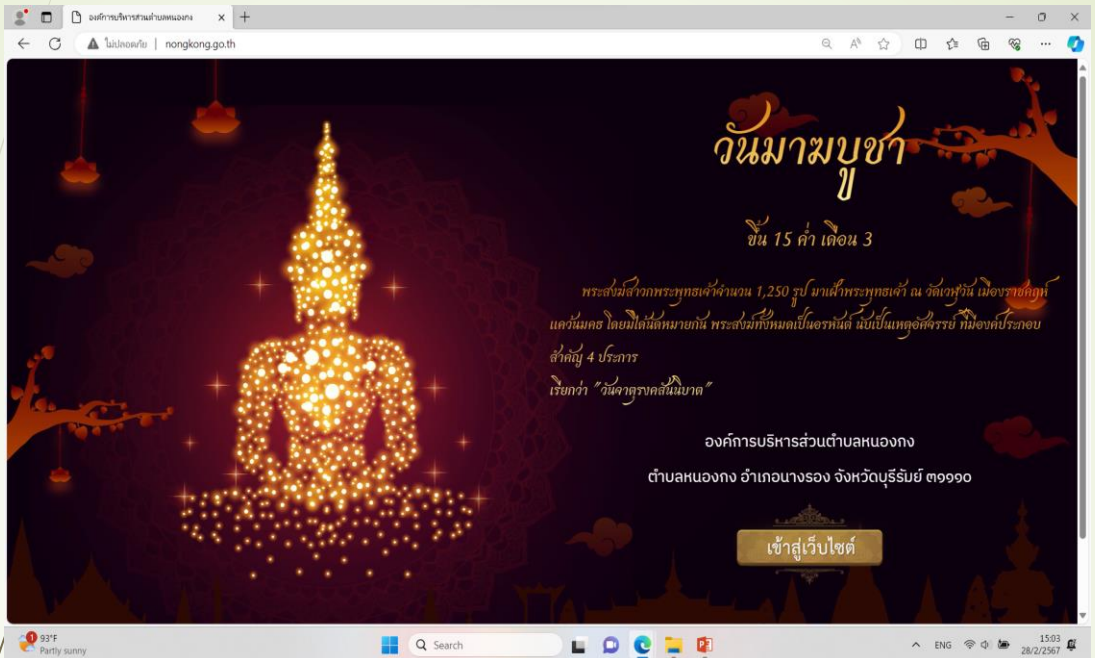 องค์การบริหารส่วนตำบลหนองกง
ไม่ปลอดภัย | nongkong.go.th
วันมาฆบูชา
ขึ้น 15 ค่ำ เดือน 3
พระสงฆ์สาวกพระพุทธเจ้าจำนวน 1,250 รูป มาเฝ้าพระพุทธเจ้า ณ วัดเวฬุวัน เมืองราชคฤห์
แคว้นมคธ โดยมิได้นัดหมายกัน พระสงฆ์ทั้งหมดเป็นอรหันต์ นับเป็นเหตุอัศจรรย์ ที่มีองค์ประกอบ
สำคัญ 4 ประการ
เรียกว่า "วันจาตุรงคสันนิบาต"
องค์การบริหารส่วนตำบลหนองกง
ตำบลหนองกง อำเภอนางรอง จังหวัดบุรีรัมย์ ๓๑๑๑๐
เข้าสู่เว็บไซต์
1
93°F
Partly sunny
Search
ENG
15:03
28/2/2567